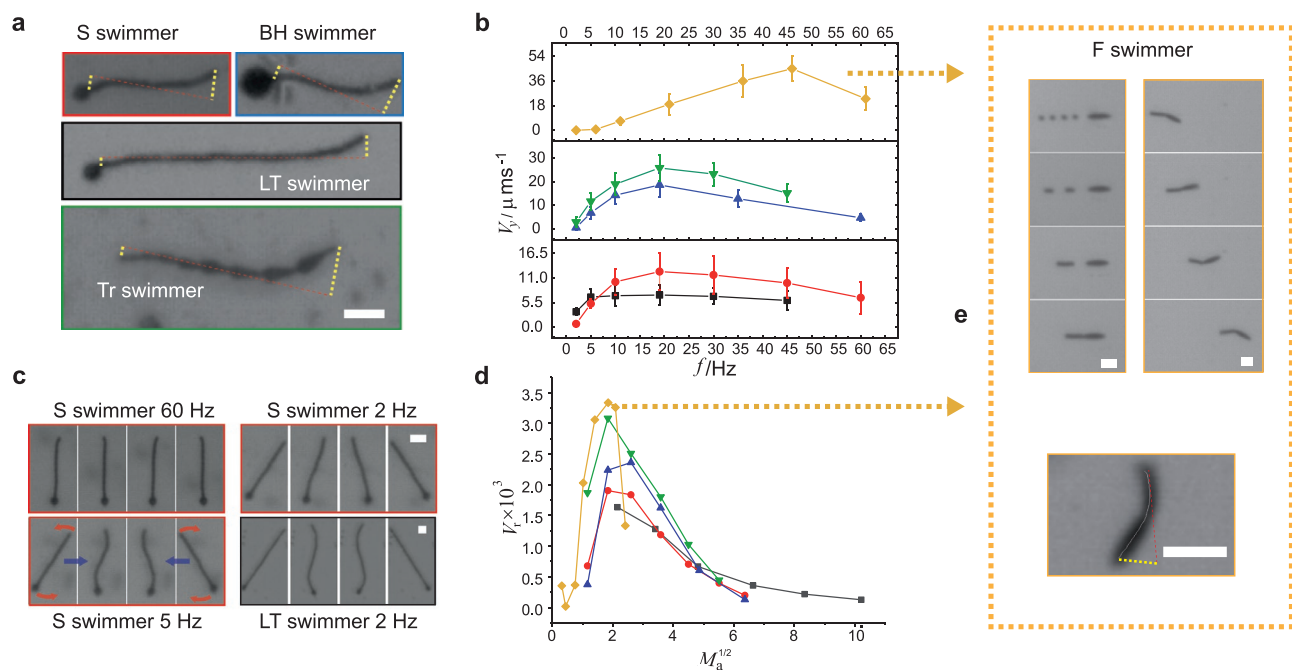 a
S swimmer
BH swimmer
LT swimmer
Tr swimmer
b
0 5 10 15 20 25 30 35 40 45 50 55 60 65
54
36
18
0
30
20
10
0
16.5
11.0
5.5
0.0
V_y / μ ms⁻¹
0 5 10 15 20 25 30 35 40 45 50 55 60 65
f/Hz
c
S swimmer 60 Hz
S swimmer 2 Hz
S swimmer 5 Hz
LT swimmer 2 Hz
d
3.5
3.0
2.5
2.0
1.5
1.0
0.5
0.0
V_r × 10³
0 2 4 6 8 10
M_a^{1/2}
e
F swimmer